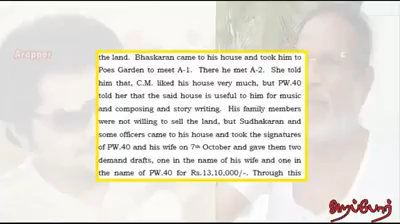 Arappor
the land. Bhaskaran came to his house and took him to
Poes Garden to meet A-1. There he met A-2. She told
him that, C.M. liked his house very much, but PW.40
told her that the said house is useful to him for music
and composing and story writing. His family members
were not willing to sell the land, but Sudhakaran and
some officers came to his house and took the signatures
of PW.40 and his wife on 7th October and gave them two
demand drafts, one in the name of his wife and one in
the name of PW.40 for Rs.13,10,000/-. Through this
அறப்போர்